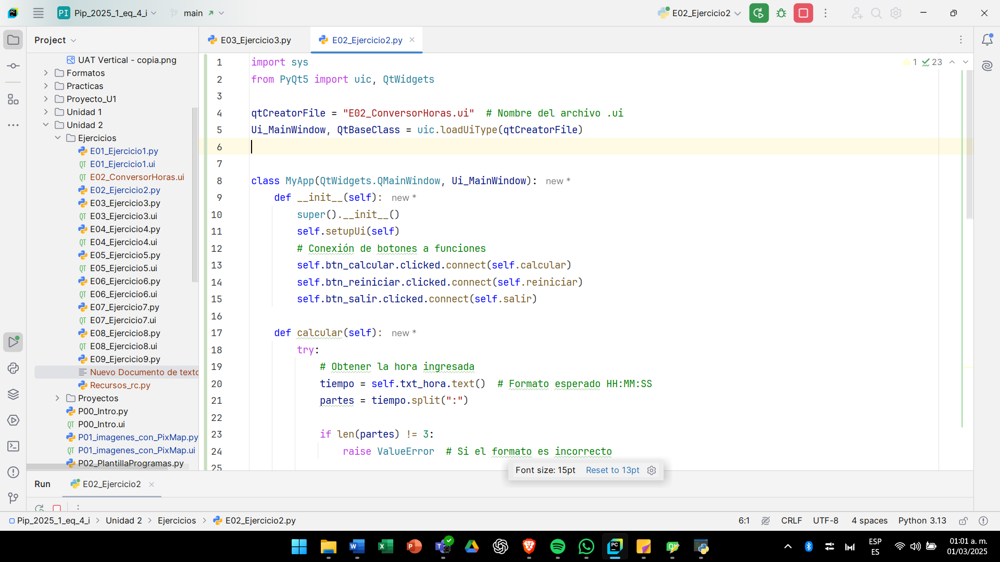 PI Pip_2025_1_eq_4_i main E02_Ejercicio2
Project
E03_Ejercicio3.py E02_Ejercicio2.py
UAT Vertical - copia.png
Formatos
Practicas
Proyecto_U1
Unidad 1
Unidad 2
Ejercicios
E01_Ejercicio1.py
E01_Ejercicio1.ui
E02_ConversorHoras.ui
E02_Ejercicio2.py
E03_Ejercicio3.py
E03_Ejercicio3.ui
E04_Ejercicio4.py
E04_Ejercicio4.ui
E05_Ejercicio5.py
E05_Ejercicio5.ui
E06_Ejercicio6.py
E06_Ejercicio6.ui
E07_Ejercicio7.py
E07_Ejercicio7.ui
E08_Ejercicio8.py
E08_Ejercicio8.ui
E09_Ejercicio9.py
Nuevo Documento de texto
Recursos_rc.py
Proyectos
P00_Intro.py
P00_Intro.ui
P01_imagenes_con_PixMap.py
P01_imagenes_con_PixMap.ui
P02_PlantillaProgramas.py
1 23
1 import sys
2 from PyQt5 import uic, QtWidgets
3
4 qtCreatorFile = "E02_ConversorHoras.ui"  # Nombre del archivo .ui
5 Ui_MainWindow, QtBaseClass = uic.loadUiType(qtCreatorFile)
6
7
8 class MyApp(QtWidgets.QMainWindow, Ui_MainWindow): new *
9 def __init__(self): new *
10 super().__init__()
11 self.setupUi(self)
12 # Conexión de botones a funciones
13 self.btn_calcular.clicked.connect(self.calcular)
14 self.btn_reiniciar.clicked.connect(self.reiniciar)
15 self.btn_salir.clicked.connect(self.salir)
16
17 def calcular(self): new *
18 try:
19 # Obtener la hora ingresada
20 tiempo = self.txt_hora.text()  # Formato esperado HH:MM:SS
21 partes = tiempo.split(":")
22
23 if len(partes) != 3:
24 raise ValueError  # Si el formato es incorrecto
25
Font size: 15pt Reset to 13pt
Run E02_Ejercicio2
Pip_2025_1_eq_4_i > Unidad 2 > Ejercicios > E02_Ejercicio2.py 6:1 CRLF UTF-8 4 spaces Python 3.13
ESP
ES
01:01 a. m.
01/03/2025